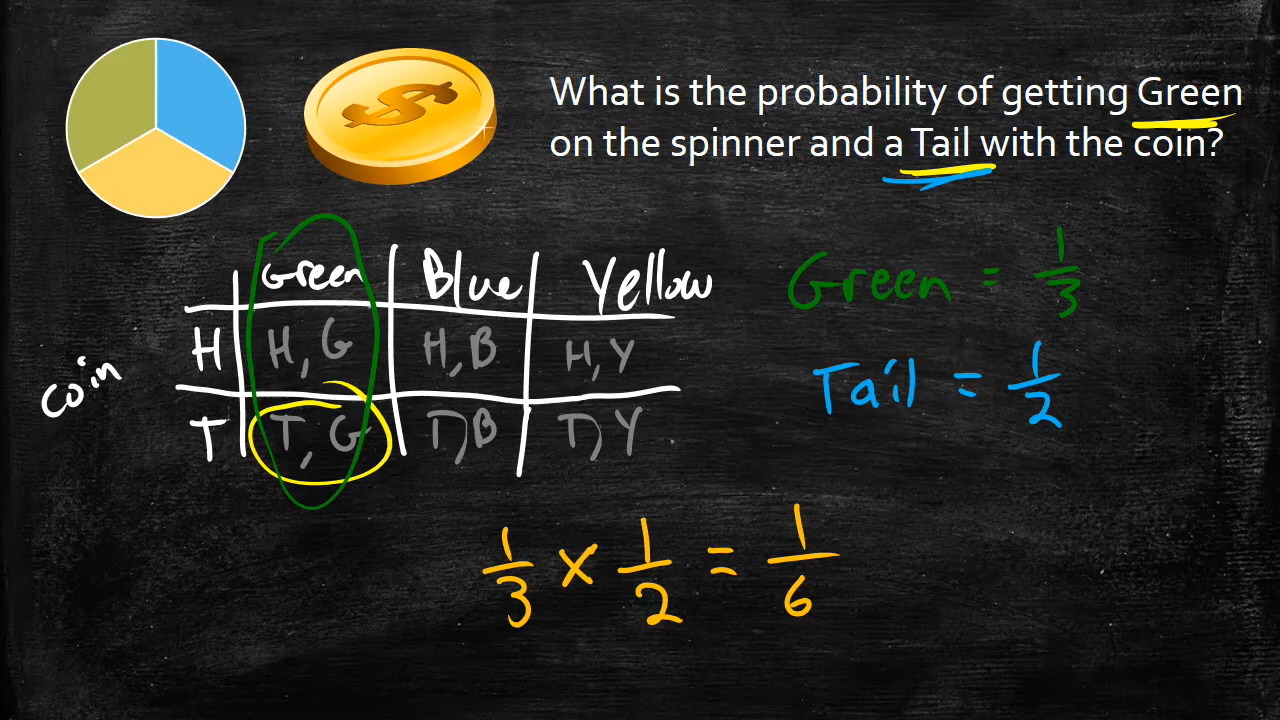 What is the probability of getting Green
on the spinner and a Tail with the coin?
$
Green Blue Yellow
H H, G H, B H, Y
coin
T T, G T, B T, Y
Green = 1/3
Tail = 1/2
1/3 x 1/2 = 1/6